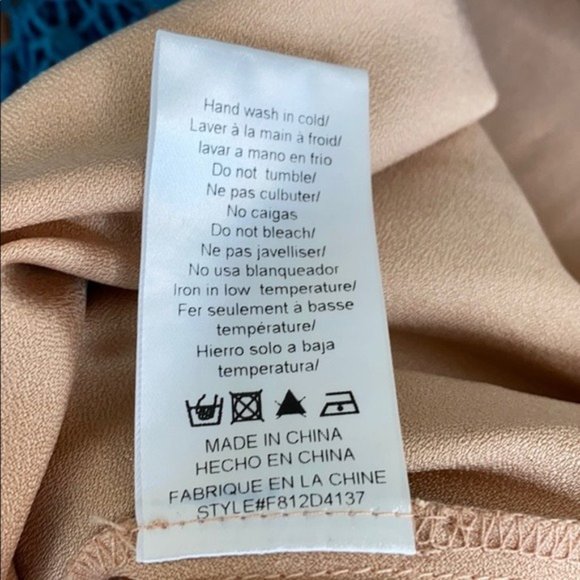 Hand wash in cold/
Laver à la main à froid/
lavar a mano en frio
Do not tumble/
Ne pas culbuter/
No caigas
Do not bleach/
Ne pas javelliser/
No usa blanqueador
Iron in low temperature/
Fer seulement à basse
température/
Hierro solo a baja
temperatura/
MADE IN CHINA
HECHO EN CHINA
FABRIQUE EN LA CHINE
STYLE#F812D4137